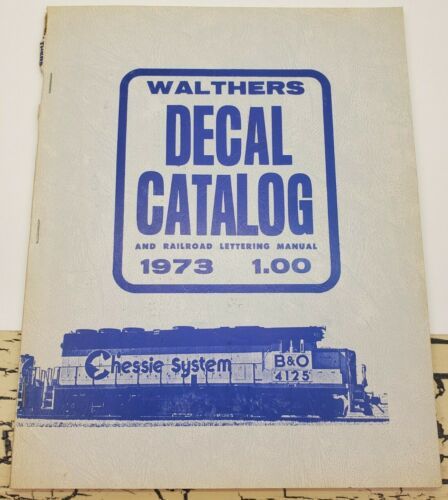 WALTHERS
DECAL
CATALOG
AND RAILROAD LETTERING MANUAL
1973 1.00
Chessie System
B&O
4125